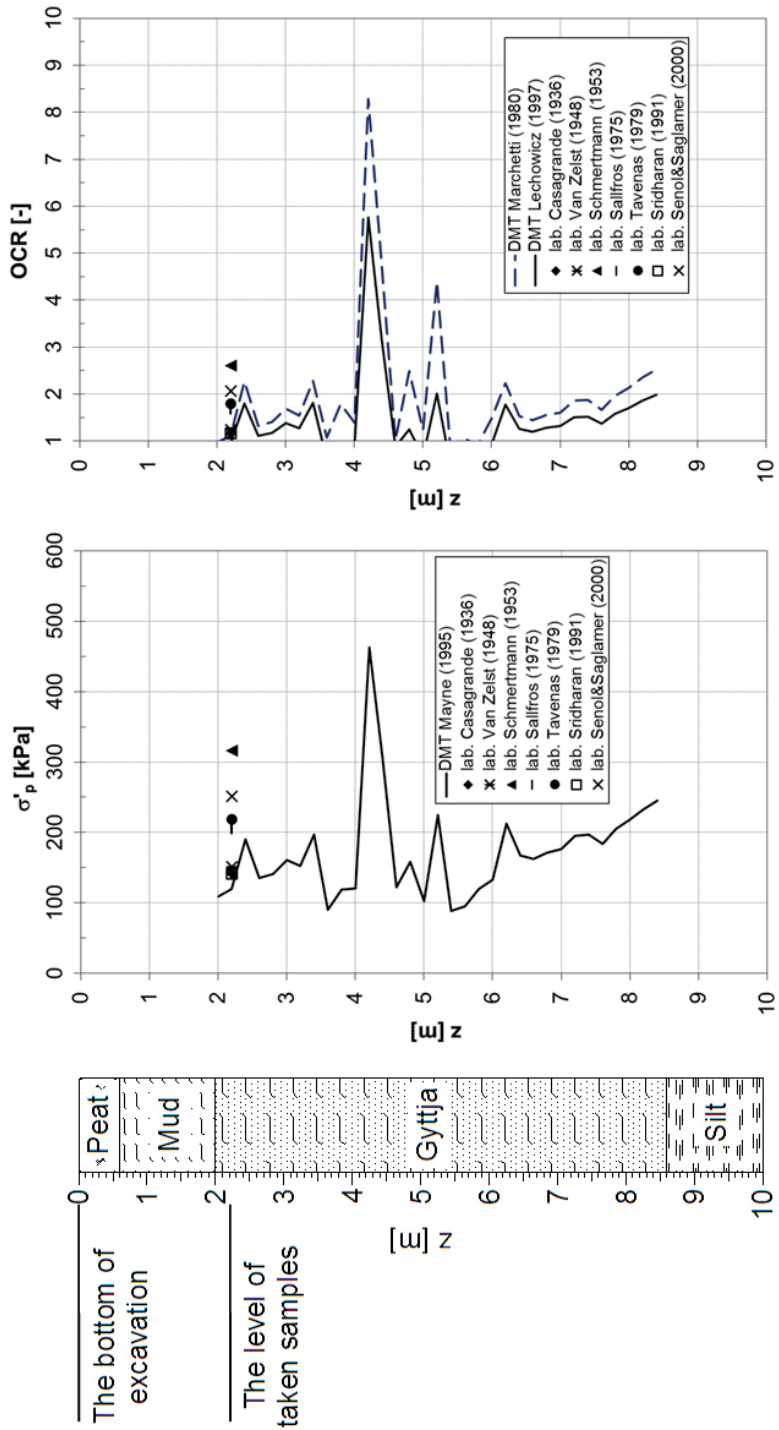 The bottom of
excavation
The level of
taken samples
z [m]
0
1
2
3
4
5
6
7
8
9
10
Peat
Mud
Gyttja
Silt
σ'p [kPa]
0
100
200
300
400
500
600
z [m]
0
1
2
3
4
5
6
7
8
9
10
DMT Mayne (1995)
lab. Casagrande (1936)
lab. Van Zelst (1948)
lab. Schmertmann (1953)
lab. Sallfros (1975)
lab. Tavenas (1979)
lab. Sridharan (1991)
lab. Senol&Saglamer (2000)
OCR [-]
1
2
3
4
5
6
7
8
9
10
z [m]
0
1
2
3
4
5
6
7
8
9
10
DMT Marchetti (1980)
DMT Lechowicz (1997)
lab. Casagrande (1936)
lab. Van Zelst (1948)
lab. Schmertmann (1953)
lab. Sallfros (1975)
lab. Tavenas (1979)
lab. Sridharan (1991)
lab. Senol&Saglamer (2000)